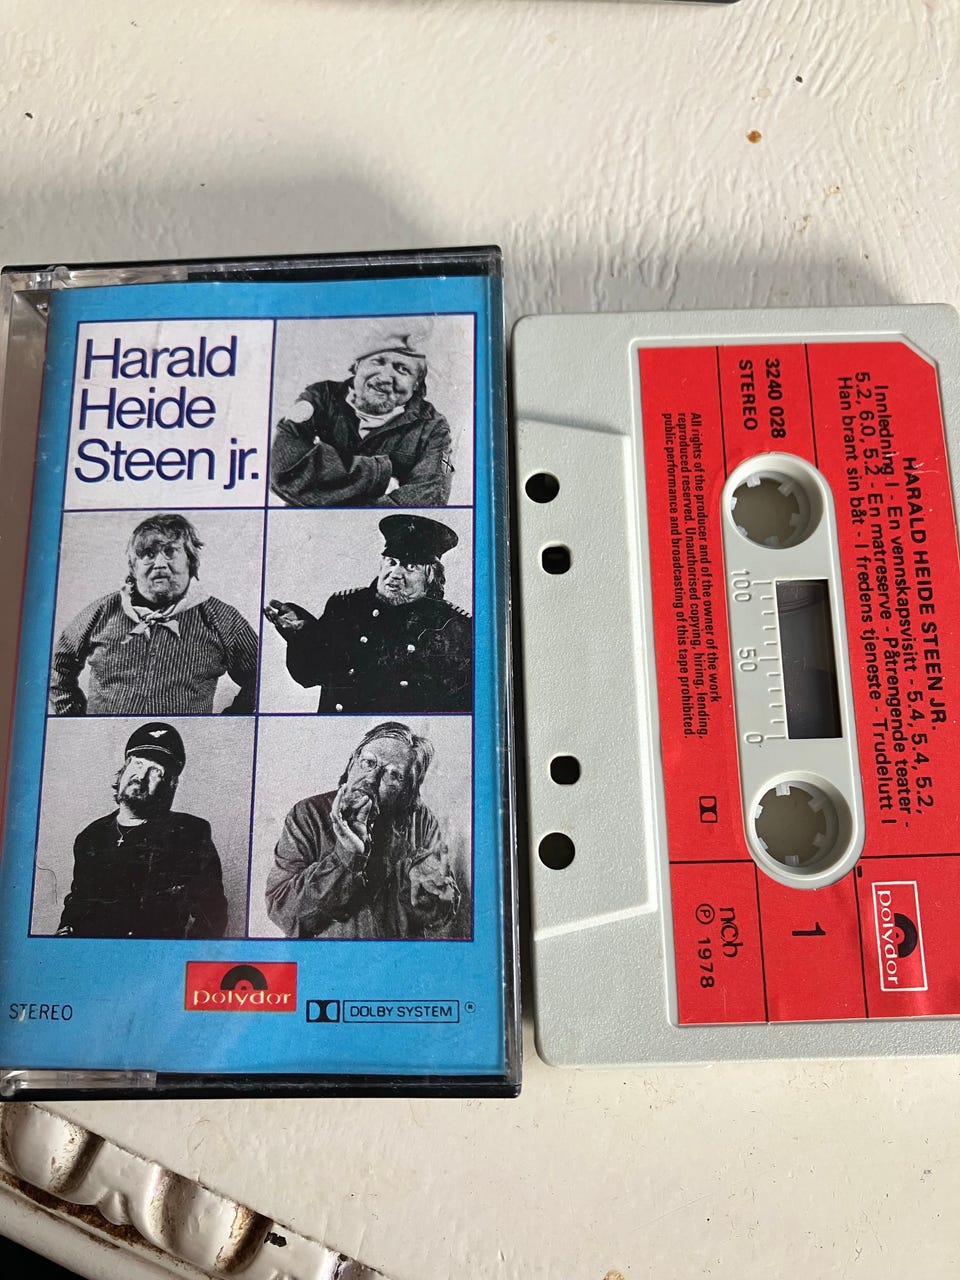 Harald
Heide
Steen jr.
polydor
STEREO
DOLBY SYSTEM ®
HARALD HEIDE STEEN JR.
Innledning I - En vennskapsvisitt - 5.4, 5.4, 5.2,
5.2, 6.0, 5.2 - En matreserve - Påtrengende teater -
Han brant sin båt - I fredens tjeneste - Trudelutt I
3240 028
STEREO
100 50 0
All rights of the producer and of the owner of the work
reproduced reserved. Unauthorised copying, hiring, lending,
public performance and broadcasting of this tape prohibited.
polydor
1
ncb
Ⓟ 1978